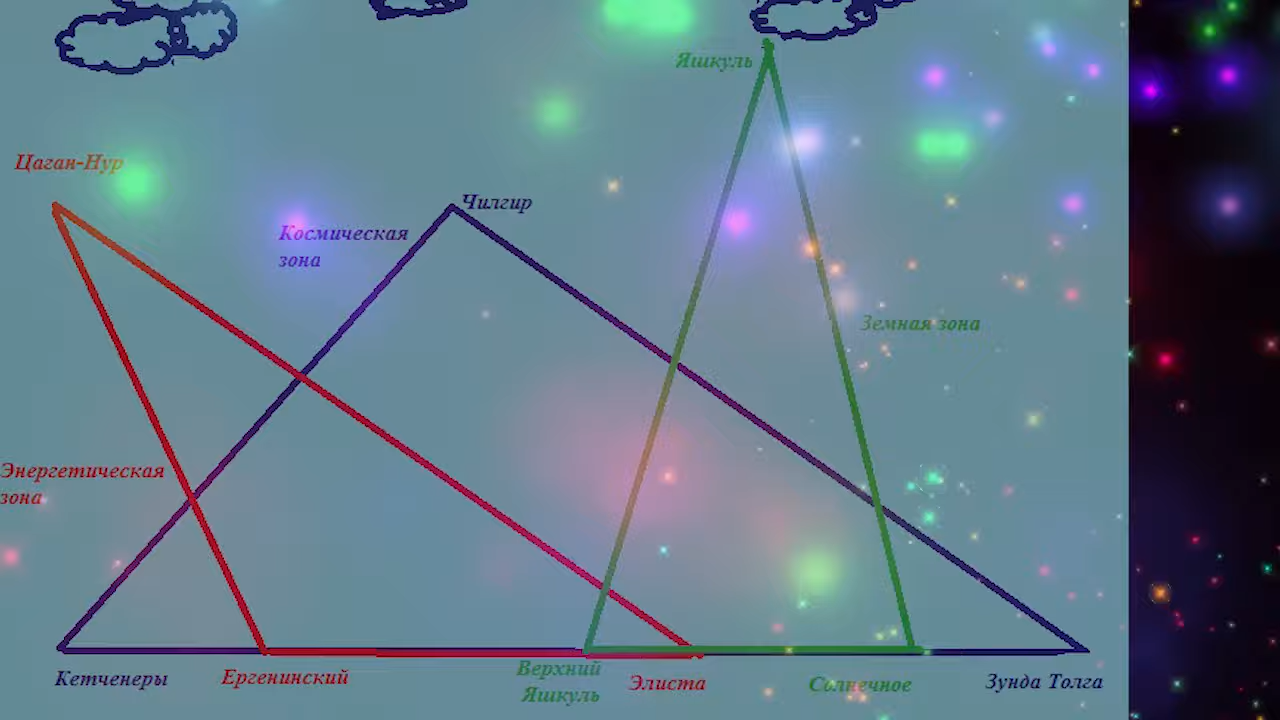 Яшкуль
Цаган-Нур
Чилгир
Космическая
зона
Земная зона
Энергетическая
зона
Кетченеры
Ергенинский
Верхний
Яшкуль
Элиста
Солнечное
Зунда Толга